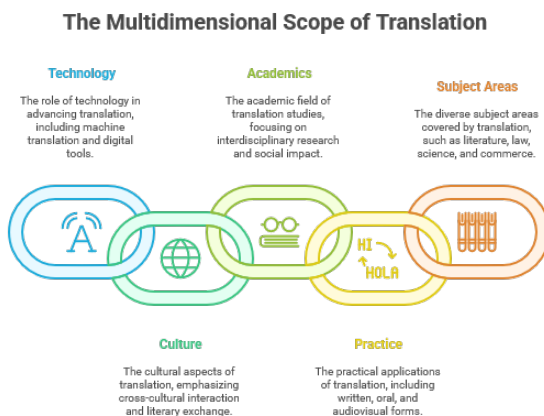 The Multidimensional Scope of Translation
Technology
The role of technology in
advancing translation,
including machine
translation and digital
tools.
Academics
The academic field of
translation studies,
focusing on
interdisciplinary research
and social impact.
Subject Areas
The diverse subject areas
covered by translation,
such as literature, law,
science, and commerce.
A
HI
HOLA
Culture
The cultural aspects of
translation, emphasizing
cross-cultural interaction
and literary exchange.
Practice
The practical applications
of translation, including
written, oral, and
audiovisual forms.